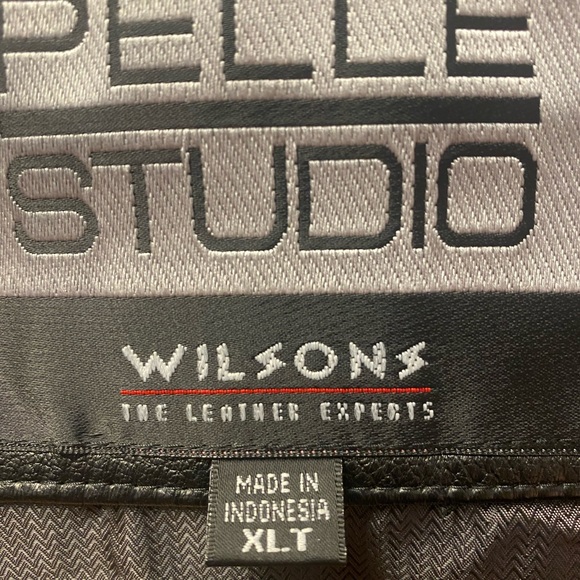 PELLE
STUDIO
WILSONS
THE LEATHER EXPERTS
MADE IN
INDONESIA
XLT